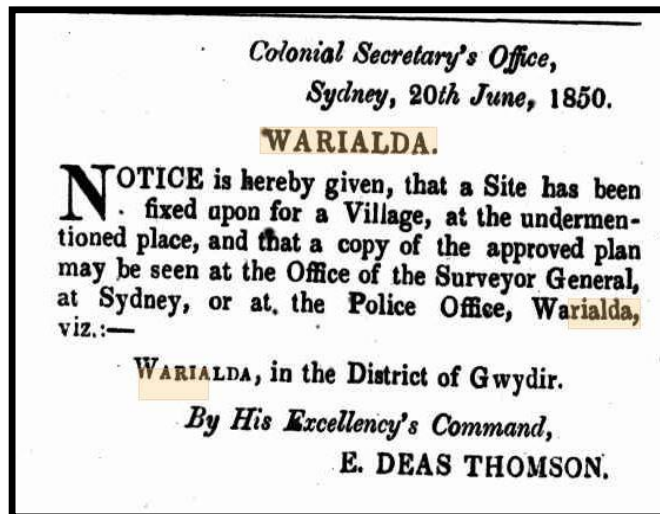 Colonial Secretary's Office,
Sydney, 20th June, 1850.
WARIALDA.
NOTICE is hereby given, that a Site has been
fixed upon for a Village, at the undermen-
tioned place, and that a copy of the approved plan
may be seen at the Office of the Surveyor General,
at Sydney, or at the Police Office, Warialda,
viz.:—
WARIALDA, in the District of Gwydir.
By His Excellency's Command,
E. DEAS THOMSON.